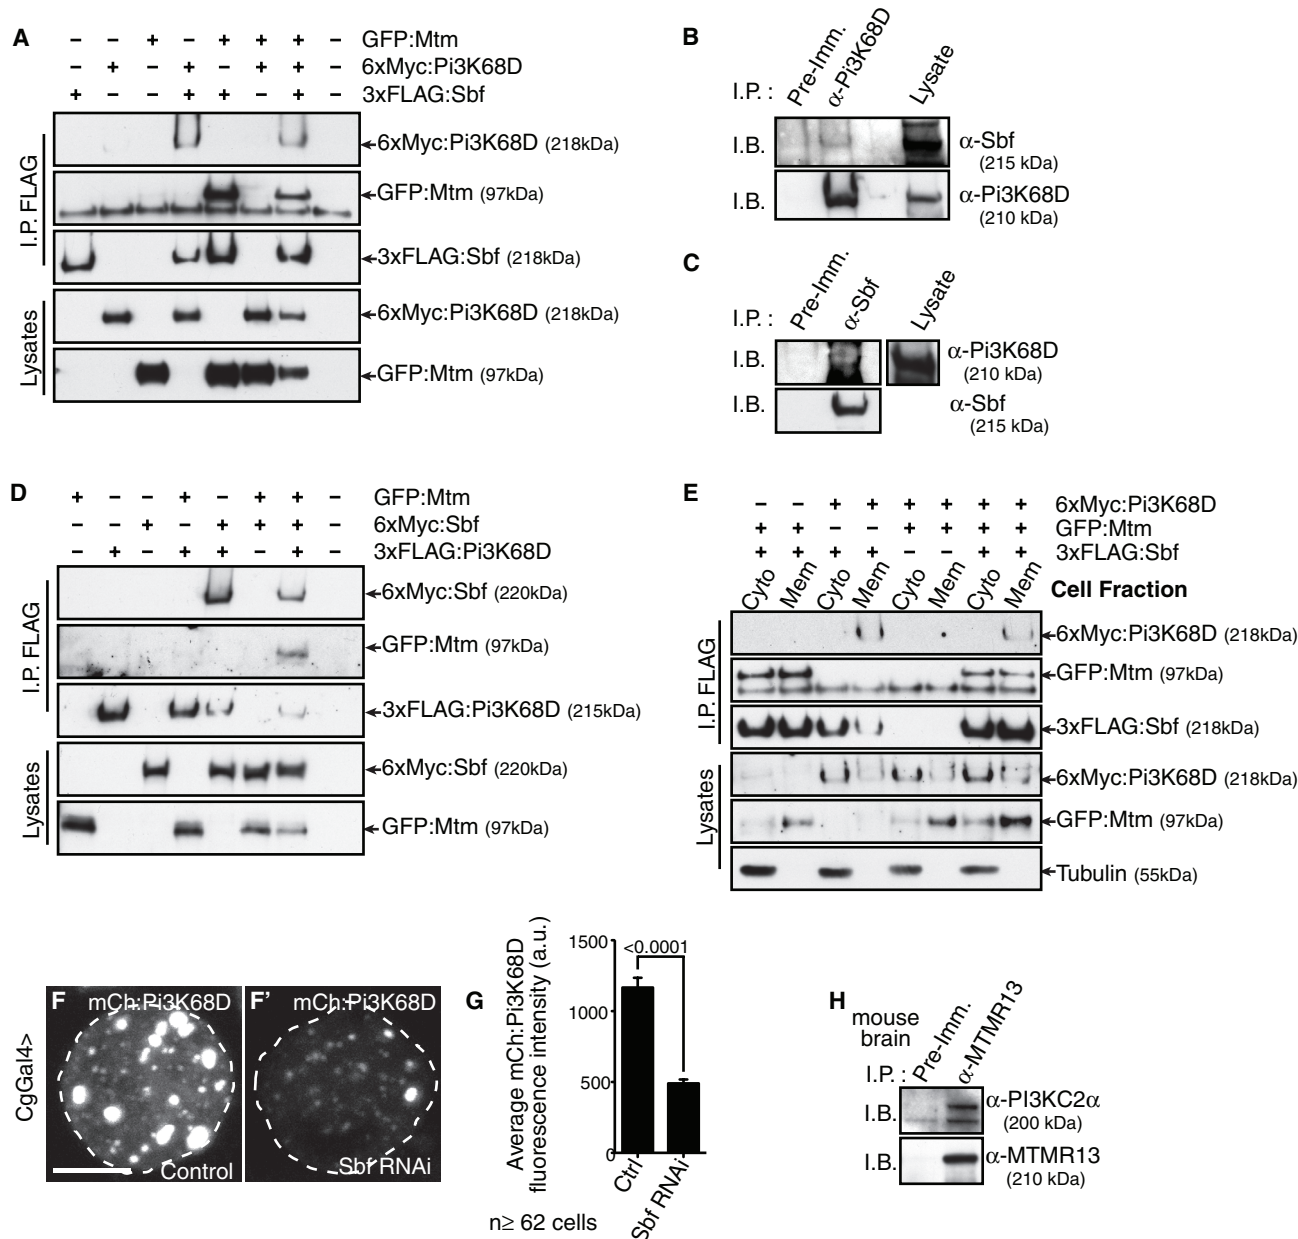 A
– – + – + + + – GFP:Mtm
– + – + – + + – 6xMyc:Pi3K68D
+ – – + + – + – 3xFLAG:Sbf
I.P. FLAG
6xMyc:Pi3K68D (218kDa)
GFP:Mtm (97kDa)
3xFLAG:Sbf (218kDa)
Lysates
6xMyc:Pi3K68D (218kDa)
GFP:Mtm (97kDa)
B
I.P. : Pre-Imm. α-Pi3K68D Lysate
I.B. α-Sbf
(215 kDa)
I.B. α-Pi3K68D
(210 kDa)
C
I.P. : Pre-Imm. α-Sbf Lysate
I.B. α-Pi3K68D
(210 kDa)
I.B. α-Sbf
(215 kDa)
D
+ – – + – + + – GFP:Mtm
– – + – + + + – 6xMyc:Sbf
– + – + + – + – 3xFLAG:Pi3K68D
I.P. FLAG
6xMyc:Sbf (220kDa)
GFP:Mtm (97kDa)
3xFLAG:Pi3K68D (215kDa)
Lysates
6xMyc:Sbf (220kDa)
GFP:Mtm (97kDa)
E
– – + + + + + + 6xMyc:Pi3K68D
+ + – – + + + + GFP:Mtm
+ + + + – – + + 3xFLAG:Sbf
Cyto Mem Cyto Mem Cyto Mem Cyto Mem Cell Fraction
I.P. FLAG
6xMyc:Pi3K68D (218kDa)
GFP:Mtm (97kDa)
3xFLAG:Sbf (218kDa)
Lysates
6xMyc:Pi3K68D (218kDa)
GFP:Mtm (97kDa)
Tubulin (55kDa)
CgGal4>
F mCh:Pi3K68D
Control
F' mCh:Pi3K68D
Sbf RNAi
G
Average mCh:Pi3K68D
fluorescence intensity (a.u.)
1500
1000
500
0
<0.0001
Ctrl
Sbf RNAi
n≥ 62 cells
H
mouse
brain
I.P. : Pre-Imm. α-MTMR13
I.B. α-PI3KC2α
(200 kDa)
I.B. α-MTMR13
(210 kDa)